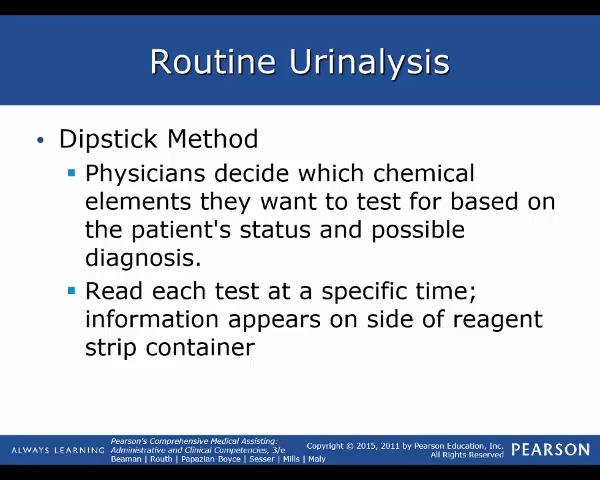 Routine Urinalysis
• Dipstick Method
▪ Physicians decide which chemical
elements they want to test for based on
the patient's status and possible
diagnosis.
▪ Read each test at a specific time;
information appears on side of reagent
strip container
ALWAYS LEARNING
Pearson's Comprehensive Medical Assisting:
Administrative and Clinical Competencies, 3/e
Beaman | Routh | Papazian Boyce | Sesser | Mills | Maly
Copyright © 2015, 2011 by Pearson Education, Inc.
All Rights Reserved
PEARSON